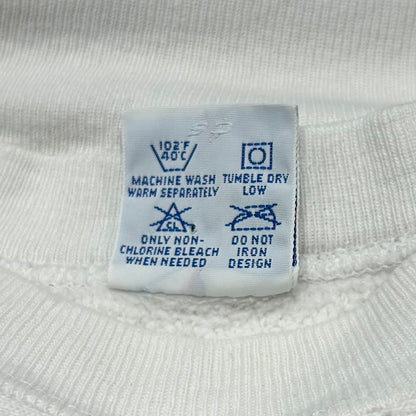 102°F
40°C
MACHINE WASH
WARM SEPARATELY
TUMBLE DRY
LOW
CL
ONLY NON-
CHLORINE BLEACH
WHEN NEEDED
DO NOT
IRON
DESIGN